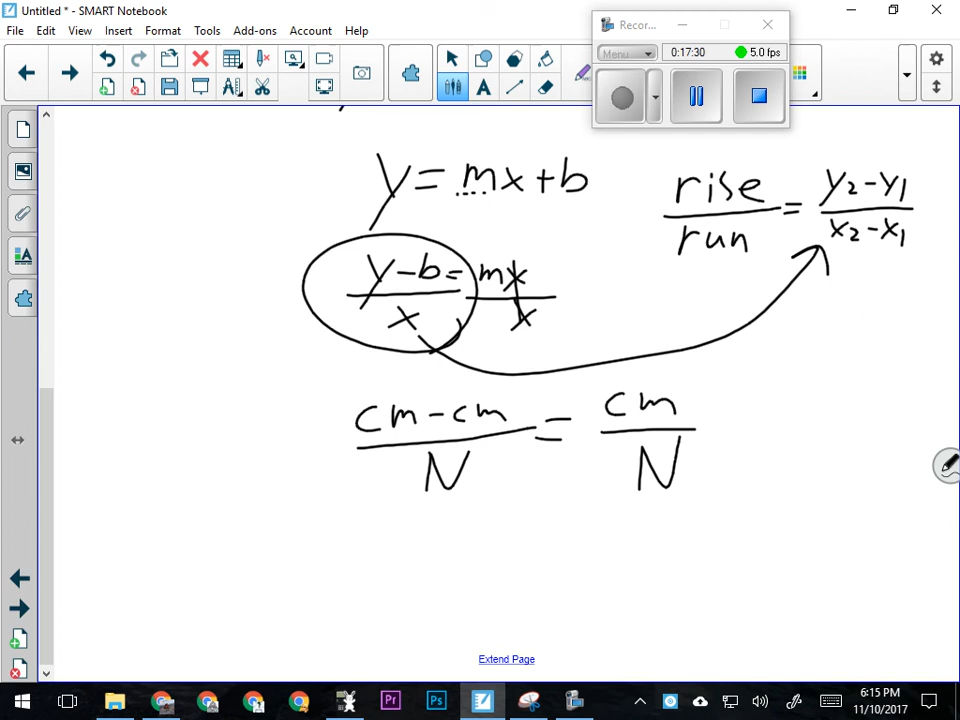 Untitled * - SMART Notebook
Recor...
File Edit View Insert Format Tools Add-ons Account Help
Menu 0:17:30 5.0 fps
y = mx + b
rise / run = y₂ - y₁ / x₂ - x₁
y - b / x = mx / x
cm - cm / N = cm / N
Extend Page
Pr Ps
6:15 PM
11/10/2017